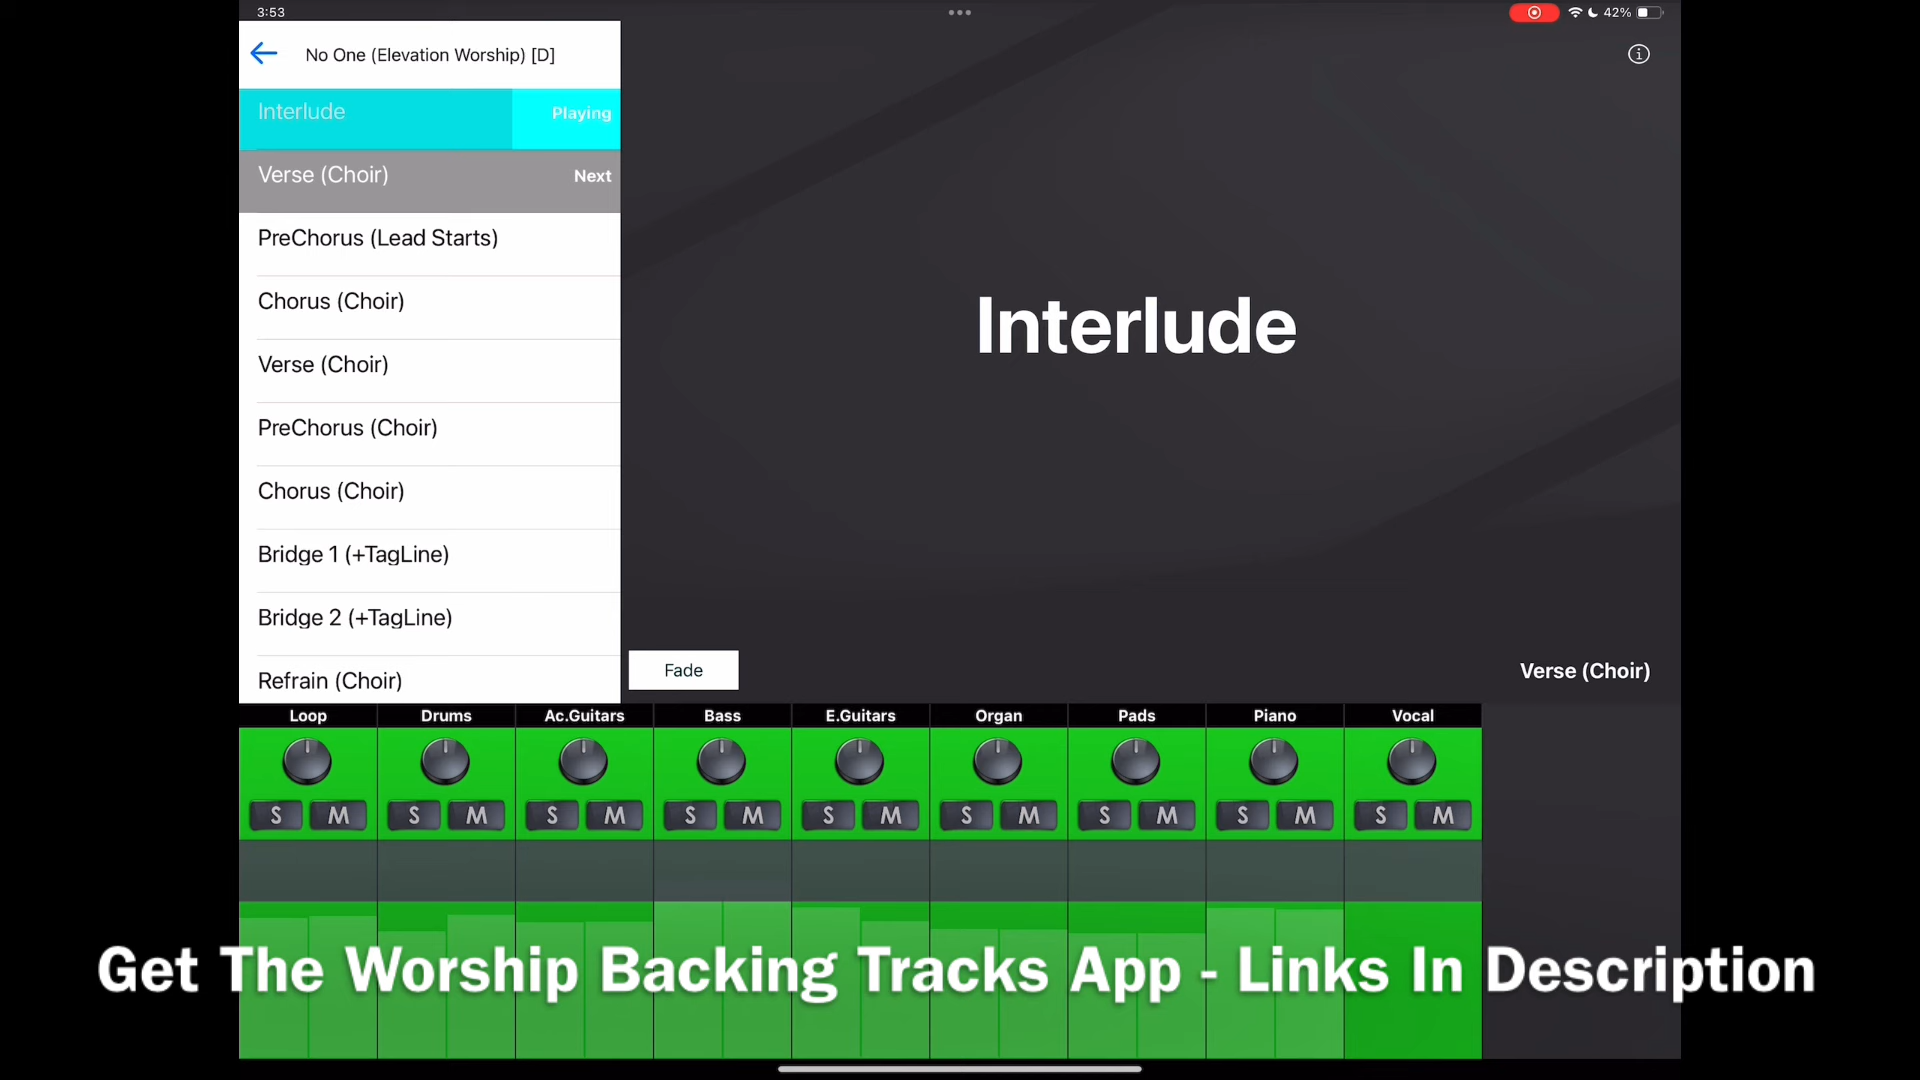 3:53
42%
No One (Elevation Worship) [D]
Interlude
Playing
Verse (Choir)
Next
PreChorus (Lead Starts)
Chorus (Choir)
Verse (Choir)
PreChorus (Choir)
Chorus (Choir)
Bridge 1 (+TagLine)
Bridge 2 (+TagLine)
Refrain (Choir)
Interlude
Fade
Verse (Choir)
Loop Drums Ac.Guitars Bass E.Guitars Organ Pads Piano Vocal
S M S M S M S M S M S M S M S M S M
Get The Worship Backing Tracks App - Links In Description